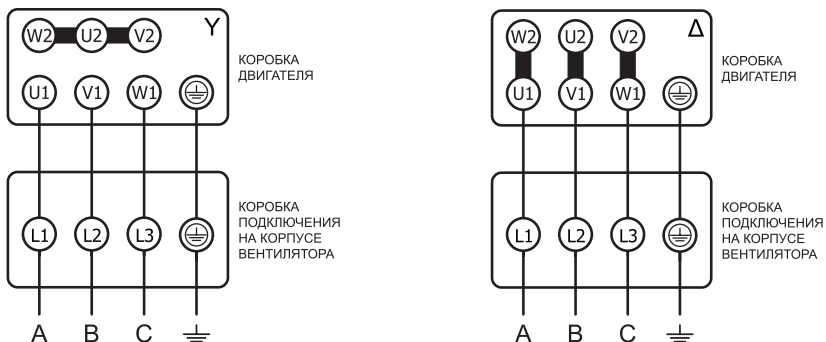 W2 U2 V2 Y
U1 V1 W1
КОРОБКА
ДВИГАТЕЛЯ
L1 L2 L3
КОРОБКА
ПОДКЛЮЧЕНИЯ
НА КОРПУСЕ
ВЕНТИЛЯТОРА
A B C
W2 U2 V2 Δ
U1 V1 W1
КОРОБКА
ДВИГАТЕЛЯ
L1 L2 L3
КОРОБКА
ПОДКЛЮЧЕНИЯ
НА КОРПУСЕ
ВЕНТИЛЯТОРА
A B C